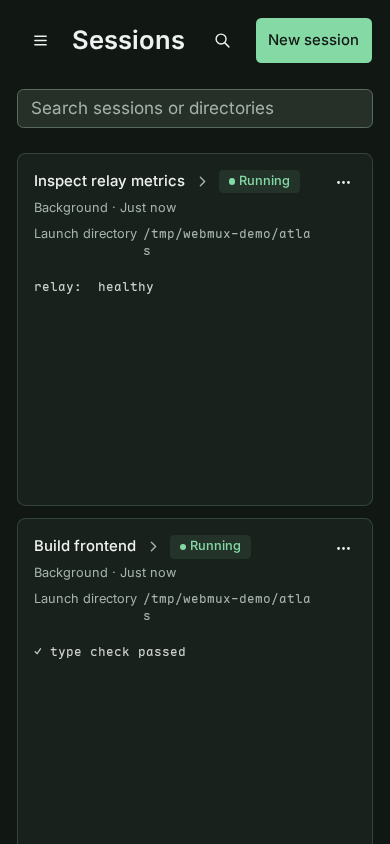 Sessions
New session
Search sessions or directories
Inspect relay metrics
Running
Background · Just now
Launch directory /tmp/webmux-demo/atla
s
relay:  healthy
Build frontend
Running
Background · Just now
Launch directory /tmp/webmux-demo/atla
s
✓ type check passed